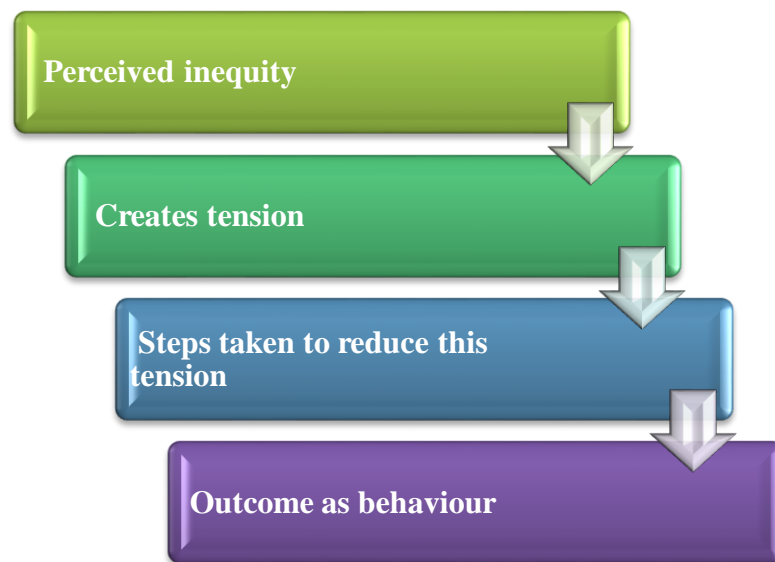 Perceived inequity
Creates tension
Steps taken to reduce this
tension
Outcome as behaviour